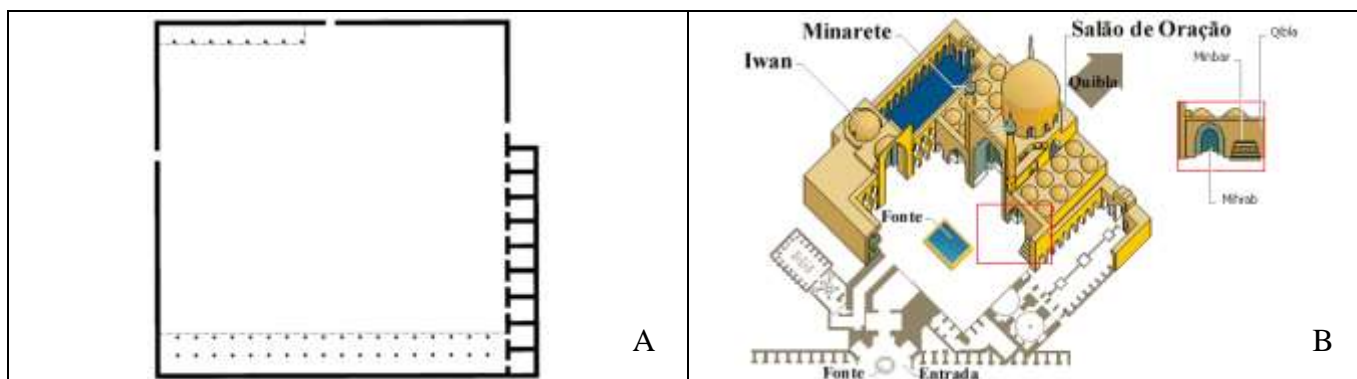 A
Minarete
Salão de Oração
Iwan
Quibla
Qibla
Minbar
Mihrab
Fonte
Fonte
Entrada
B